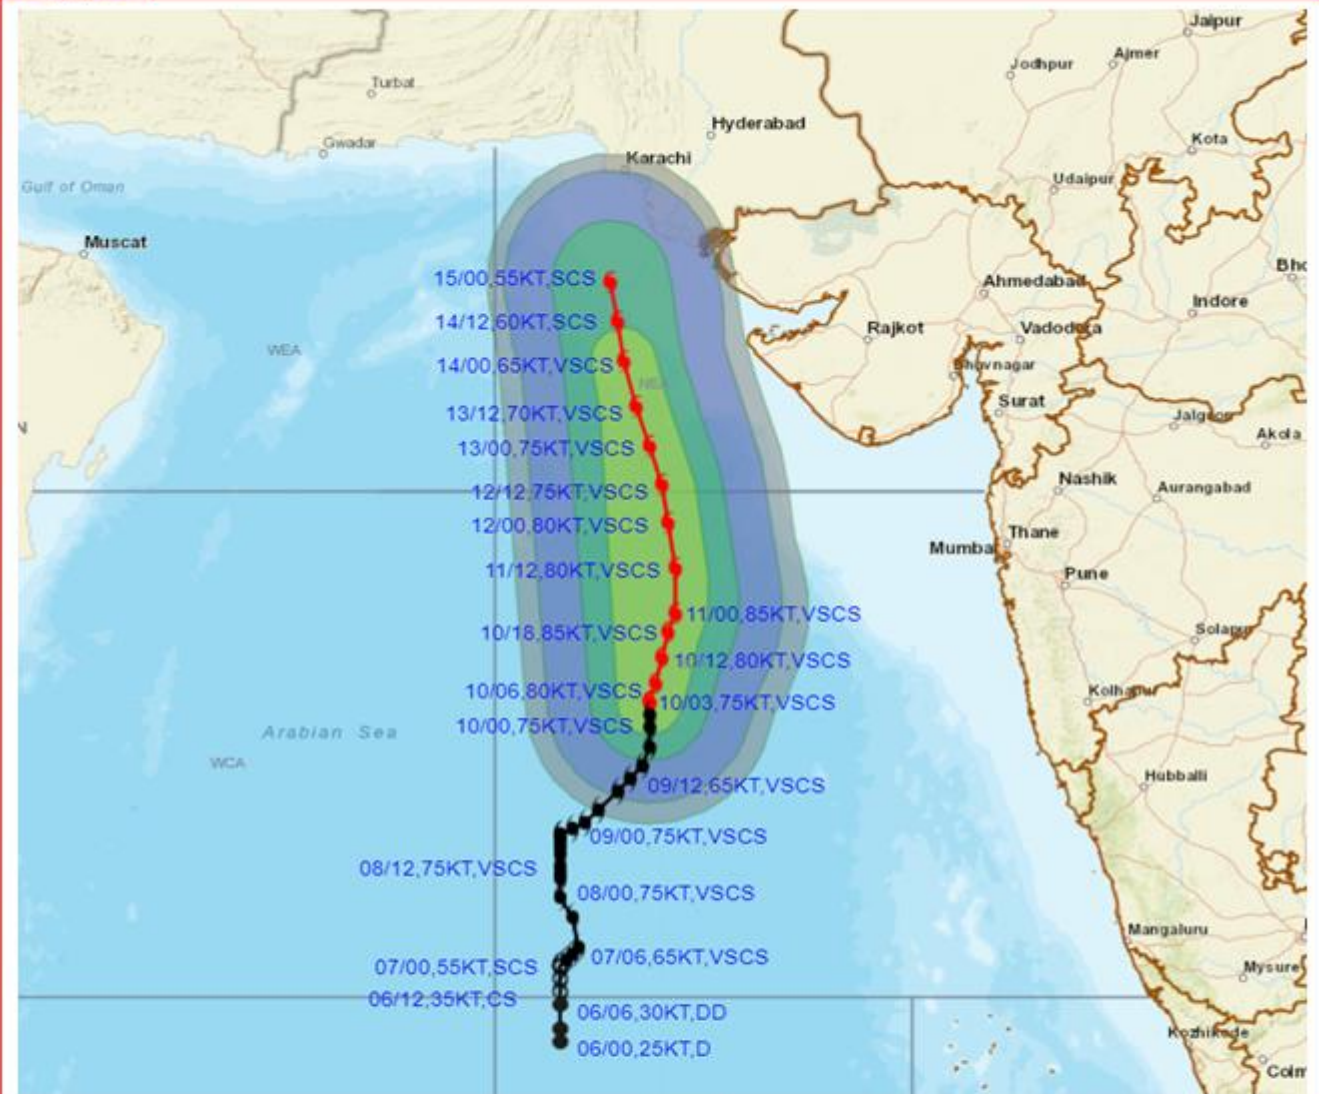 Jaipur
Ajmer
Jodhpur
Turbat
Hyderabad
Kota
Gwadar
Karachi
Udaipur
Gulf of Oman
Muscat
15/00,55KT,SCS
Ahmedabad
Indore
14/12,60KT,SCS
Rajkot
Vadodora
WEA
14/00,65KT,VSCS
Bhavnagar
NEA
Surat
13/12,70KT,VSCS
Jalgaon
Akola
13/00,75KT,VSCS
Nashik
Aurangabad
12/12,75KT,VSCS
12/00,80KT,VSCS
Thane
Mumbai
11/12,80KT,VSCS
Pune
11/00,85KT,VSCS
10/18,85KT,VSCS
Solapur
10/12,80KT,VSCS
10/06,80KT,VSCS
Kolhapur
10/03,75KT,VSCS
10/00,75KT,VSCS
Arabian Sea
WCA
Hubballi
09/12,65KT,VSCS
09/00,75KT,VSCS
08/12,75KT,VSCS
08/00,75KT,VSCS
Mangaluru
07/06,65KT,VSCS
07/00,55KT,SCS
Mysure
06/12,35KT,CS
06/06,30KT,DD
Kozhikode
06/00,25KT,D